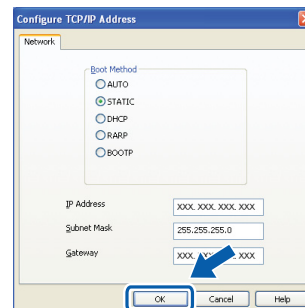 Configure TCP/IP Address
Network
Boot Method
AUTO
STATIC
DHCP
RARP
BOOTP
IP Address
XXX. XXX. XXX. XXX
Subnet Mask
255.255.255.0
Gateway
XXX. XXX
OK
Cancel
Help